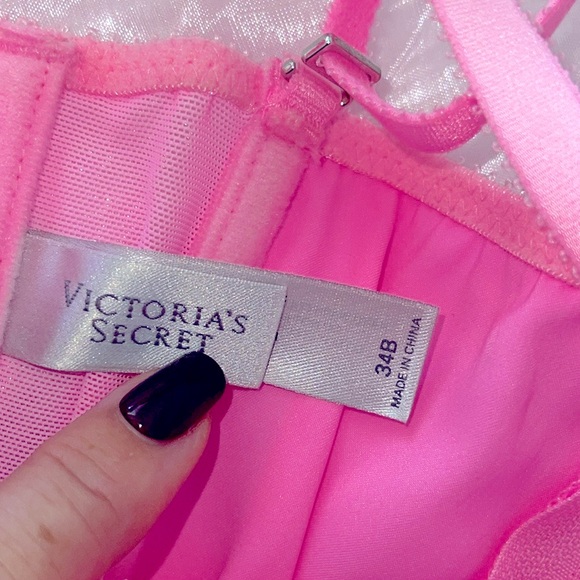 VICTORIA'S
SECRET
34B
MADE IN CHINA